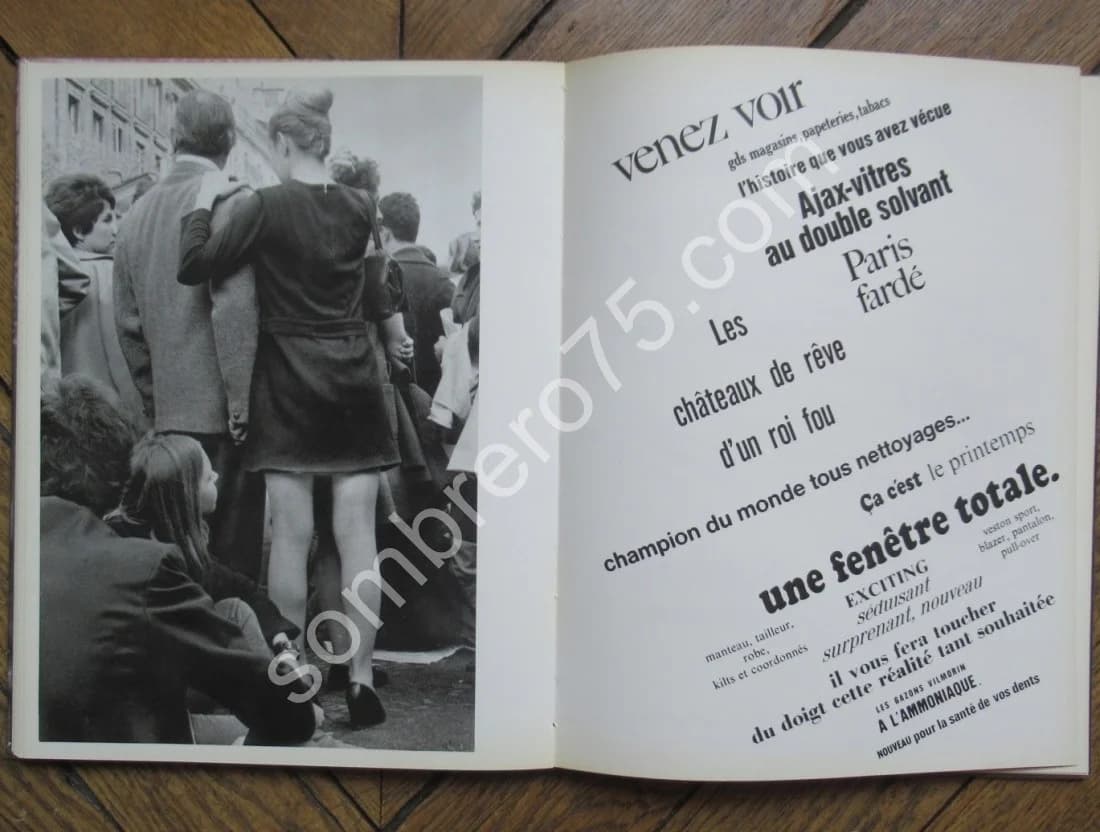 venez voir
gds magasins, papeteries, tabacs
l'histoire que vous avez vécue
Ajax-vitres
au double solvant
Paris
fardé
Les
châteaux de rêve
d'un roi fou
champion du monde tous nettoyages...
Ça c'est le printemps
une fenêtre totale.
veston sport,
blazer, pantalon,
pull-over
EXCITING
séduisant
surprenant, nouveau
manteau, tailleur,
robe,
kilts et coordonnés
il vous fera toucher
du doigt cette réalité tant souhaitée
LES GAZONS VILMORIN
A L'AMMONIAQUE.
NOUVEAU pour la santé de vos dents
sombrero75.com